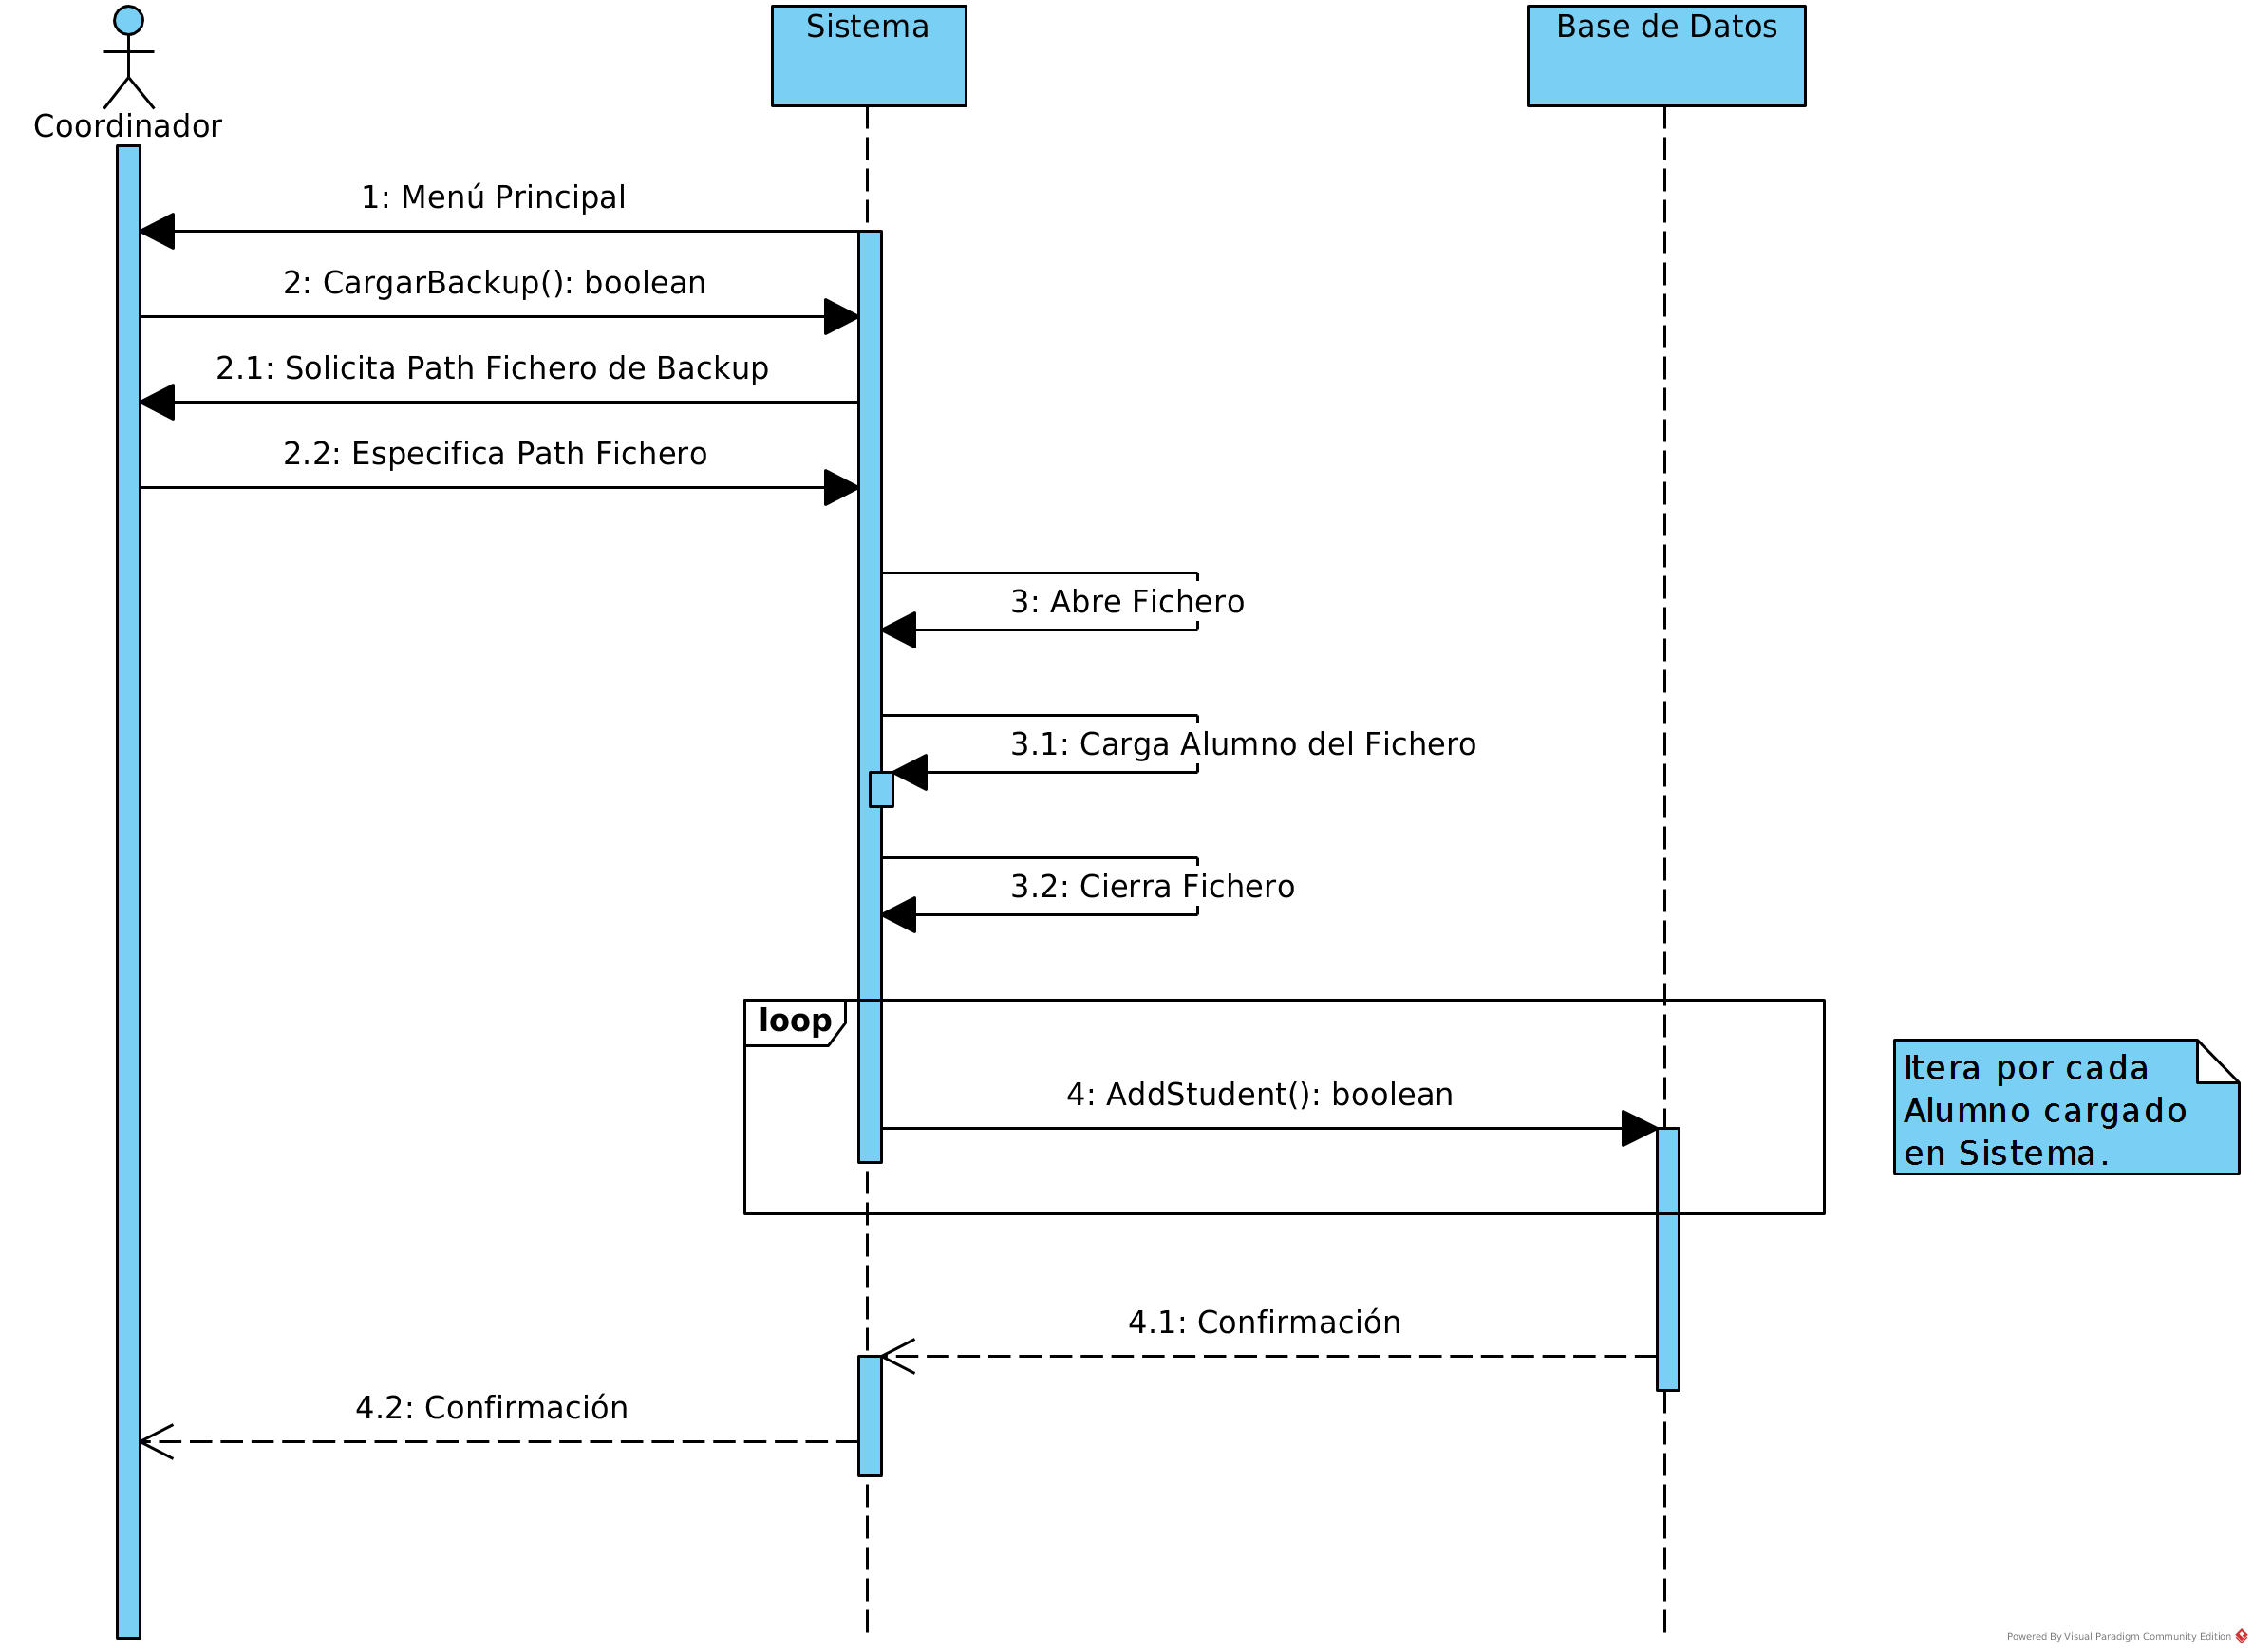 Sistema
Base de Datos
Coordinador
1: Menú Principal
2: CargarBackup(): boolean
2.1: Solicita Path Fichero de Backup
2.2: Especifica Path Fichero
3: Abre Fichero
3.1: Carga Alumno del Fichero
3.2: Cierra Fichero
loop
Itera por cada
Alumno cargado
en Sistema.
4: AddStudent(): boolean
4.1: Confirmación
4.2: Confirmación
Powered By Visual Paradigm Community Edition